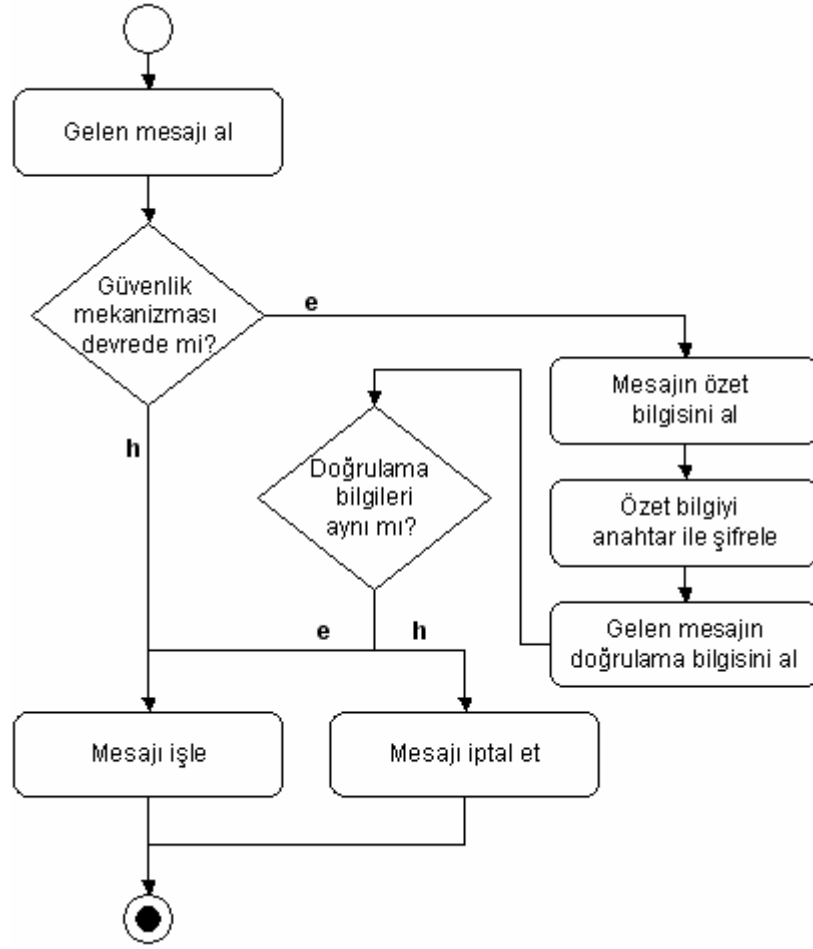 Gelen mesajı al
Güvenlik
mekanizması
devrede mi?
e
h
Mesajın özet
bilgisini al
Özet bilgiyi
anahtar ile şifrele
Gelen mesajın
doğrulama bilgisini al
Doğrulama
bilgileri
aynı mı?
e
h
Mesajı işle
Mesajı iptal et